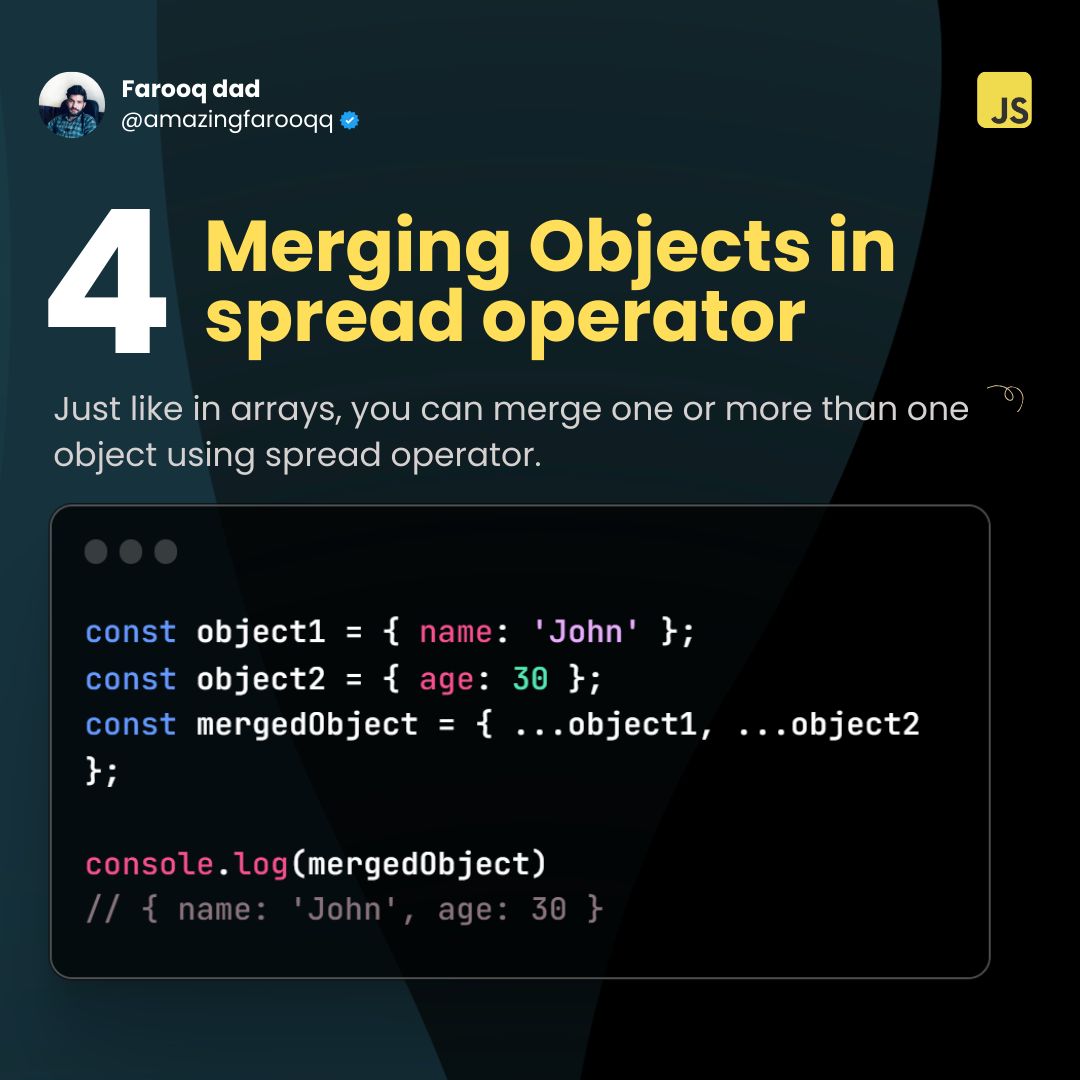 Farooq dad
@amazingfarooqq
JS
4
Merging Objects in
spread operator
Just like in arrays, you can merge one or more than one
object using spread operator.
const object1 = { name: 'John' };
const object2 = { age: 30 };
const mergedObject = { ...object1, ...object2
};
console.log(mergedObject)
// { name: 'John', age: 30 }